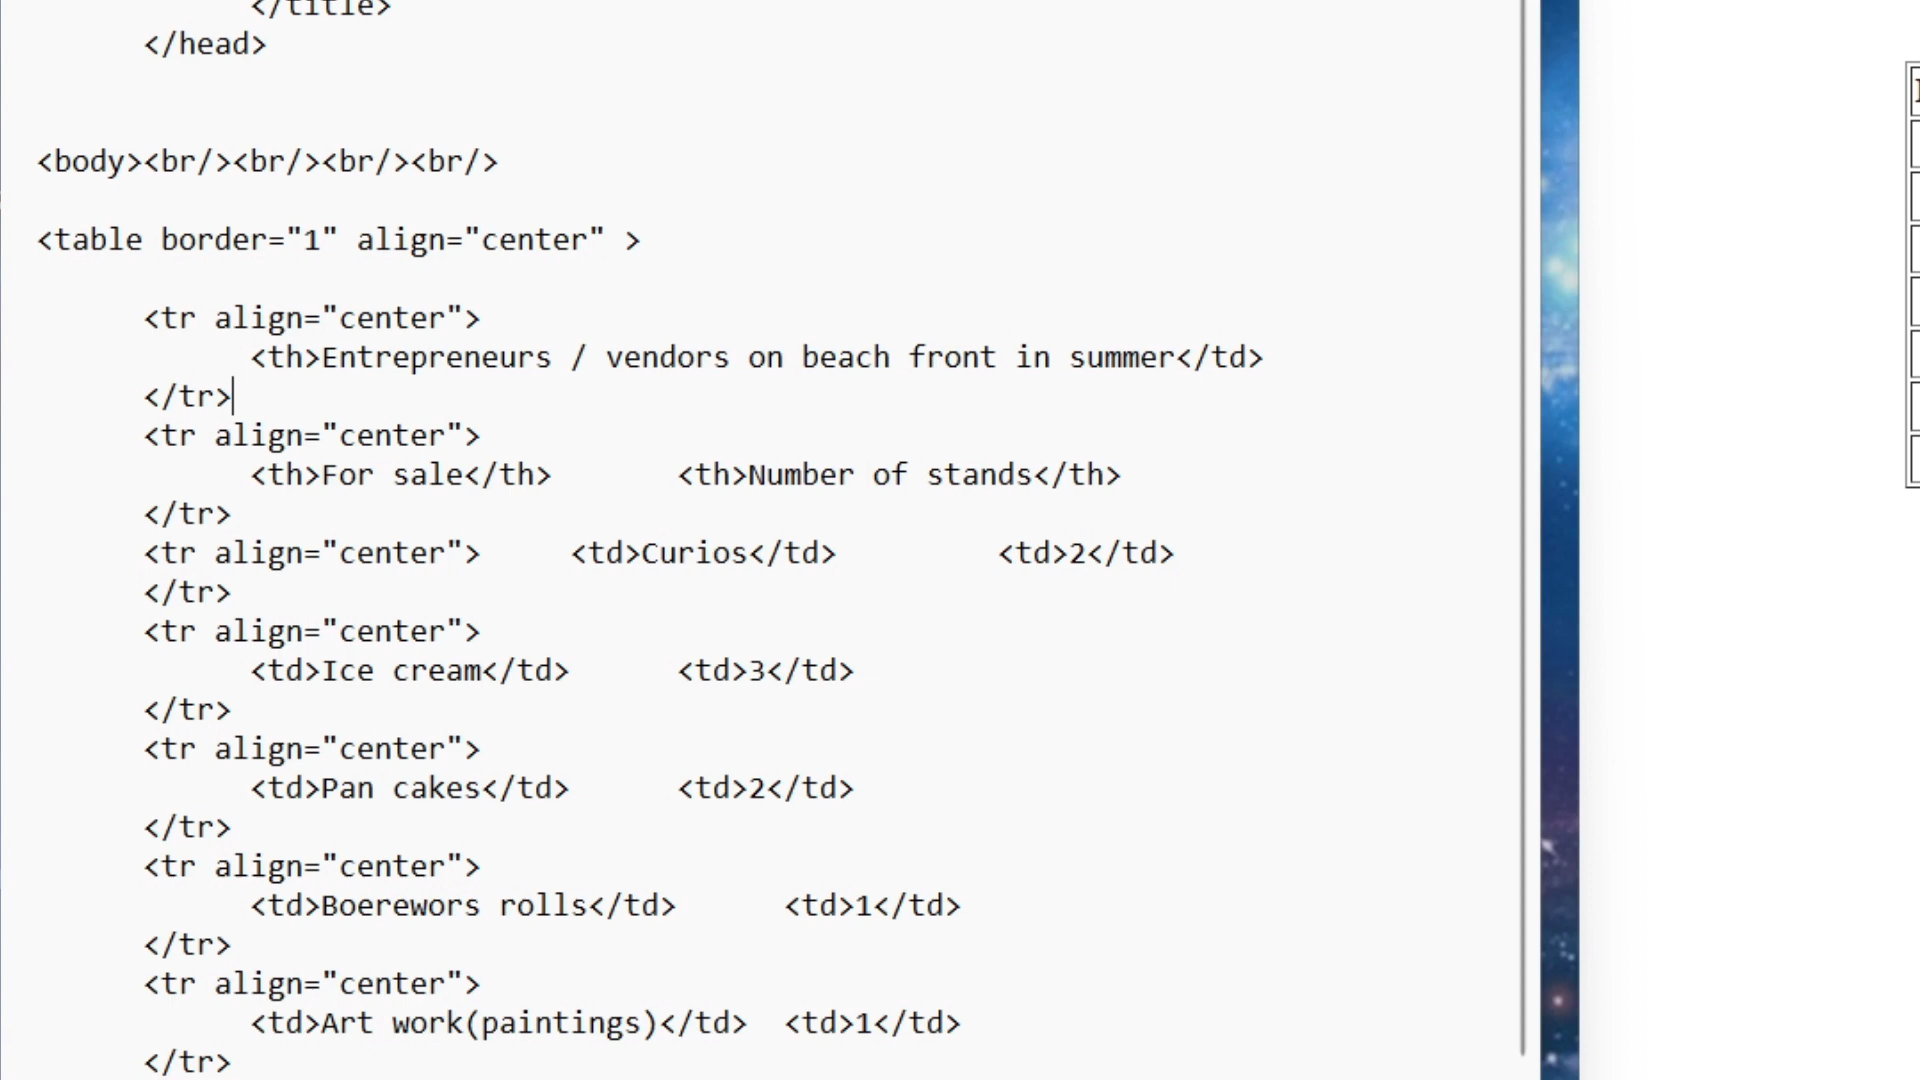 </title>
</head>
<body><br/><br/><br/><br/>
<table border="1" align="center" >
<tr align="center">
<th>Entrepreneurs / vendors on beach front in summer</td>
</tr>
<tr align="center">
<th>For sale</th> <th>Number of stands</th>
</tr>
<tr align="center"> <td>Curios</td> <td>2</td>
</tr>
<tr align="center">
<td>Ice cream</td> <td>3</td>
</tr>
<tr align="center">
<td>Pan cakes</td> <td>2</td>
</tr>
<tr align="center">
<td>Boerewors rolls</td> <td>1</td>
</tr>
<tr align="center">
<td>Art work(paintings)</td> <td>1</td>
</tr>